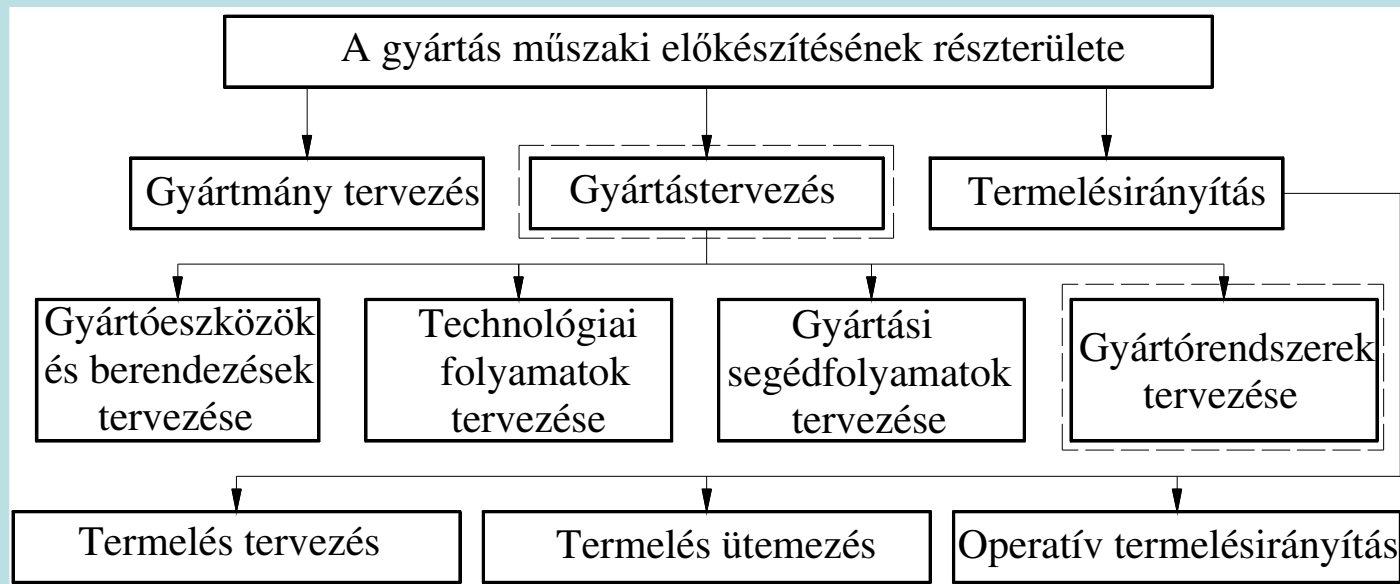 A gyártás műszaki előkészítésének részterülete
Gyártmány tervezés
Gyártástervezés
Termelésirányítás
Gyártóeszközök
és berendezések
tervezése
Technológiai
folyamatok
tervezése
Gyártási
segédfolyamatok
tervezése
Gyártórendszerek
tervezése
Termelés tervezés
Termelés ütemezés
Operatív termelésirányítás